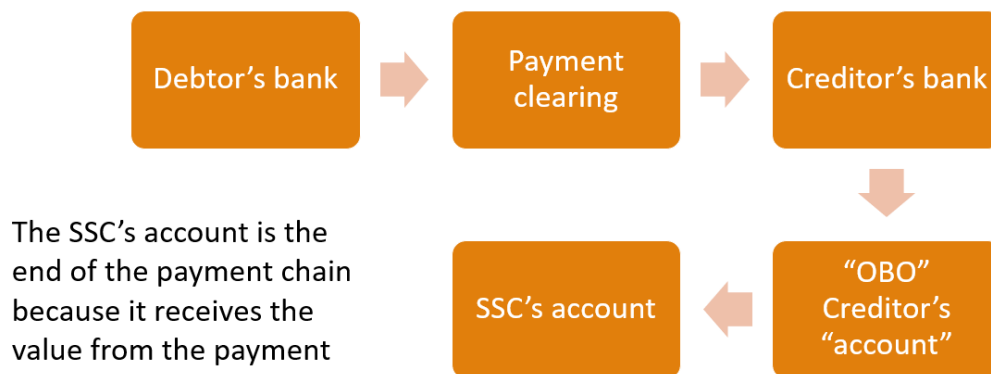 Debtor’s bank
Payment
clearing
Creditor’s bank
The SSC’s account is the
end of the payment chain
because it receives the
value from the payment
SSC’s account
“OBO”
Creditor’s
“account”